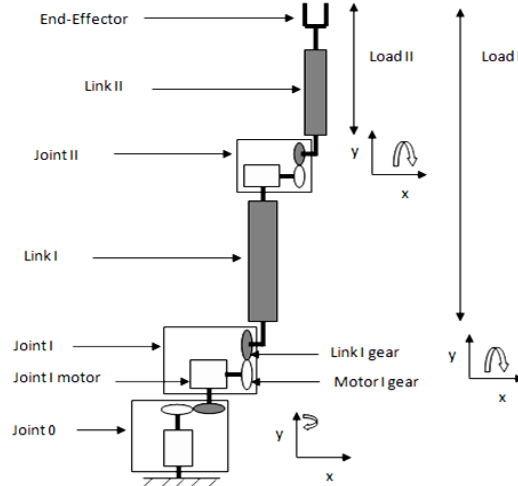 End-Effector
Load II
Load I
Link II
Joint II
y
x
Link I
Joint I
Link I gear
y
Joint I motor
Motor I gear
x
Joint 0
y
x